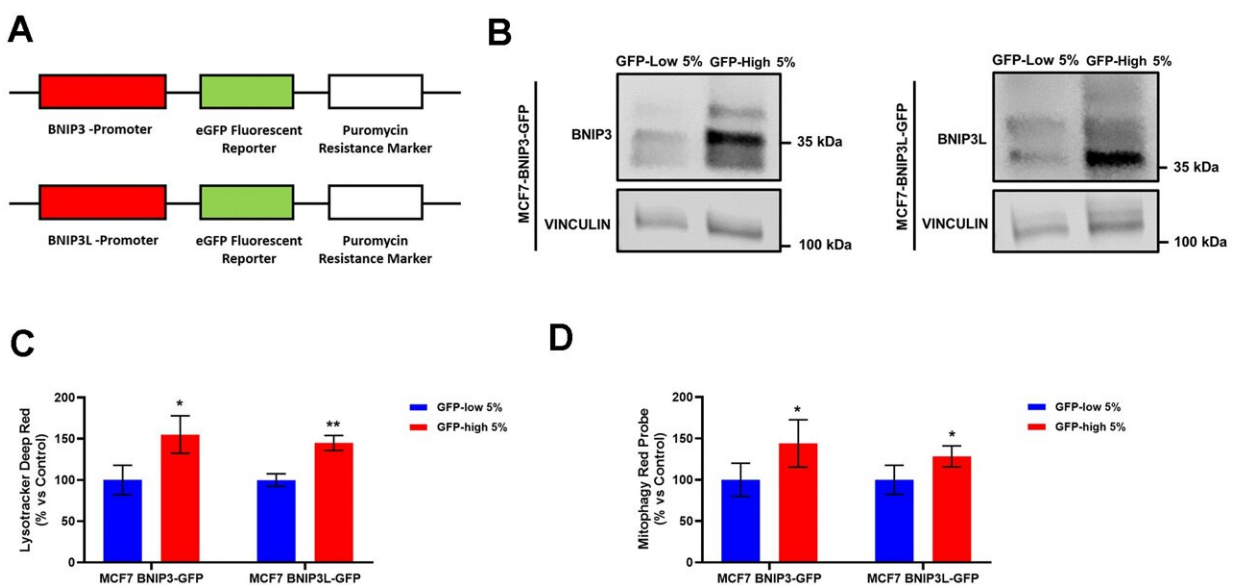 A
BNIP3 -Promoter
eGFP Fluorescent
Reporter
Puromycin
Resistance Marker
BNIP3L -Promoter
eGFP Fluorescent
Reporter
Puromycin
Resistance Marker
B
MCF7-BNIP3-GFP
GFP-Low 5% GFP-High 5%
BNIP3
35 kDa
VINCULIN
100 kDa
MCF7-BNIP3L-GFP
GFP-Low 5% GFP-High 5%
BNIP3L
35 kDa
VINCULIN
100 kDa
C
Lysotracker Deep Red
(% vs Control)
200
150
100
50
0
*
**
MCF7 BNIP3-GFP
MCF7 BNIP3L-GFP
GFP-low 5%
GFP-high 5%
D
Mitophagy Red Probe
(% vs Control)
200
150
100
50
0
*
*
MCF7 BNIP3-GFP
MCF7 BNIP3L-GFP
GFP-low 5%
GFP-high 5%